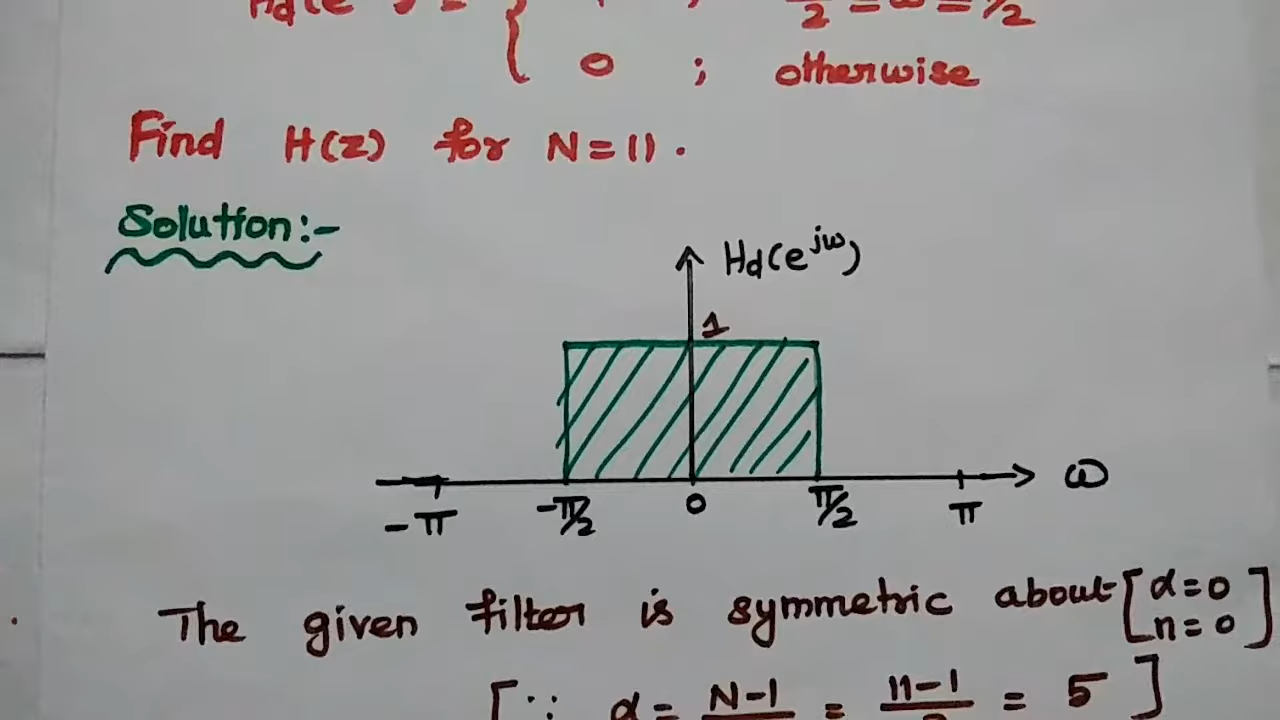 0 ; otherwise
Find H(z) for N=11.
Solution:-
Hd(e^jω)
1
-π -π/2 0 π/2 π ω
The given filter is symmetric about [α=0
n=0]
[∵ α = N-1 = 11-1 = 5 ]